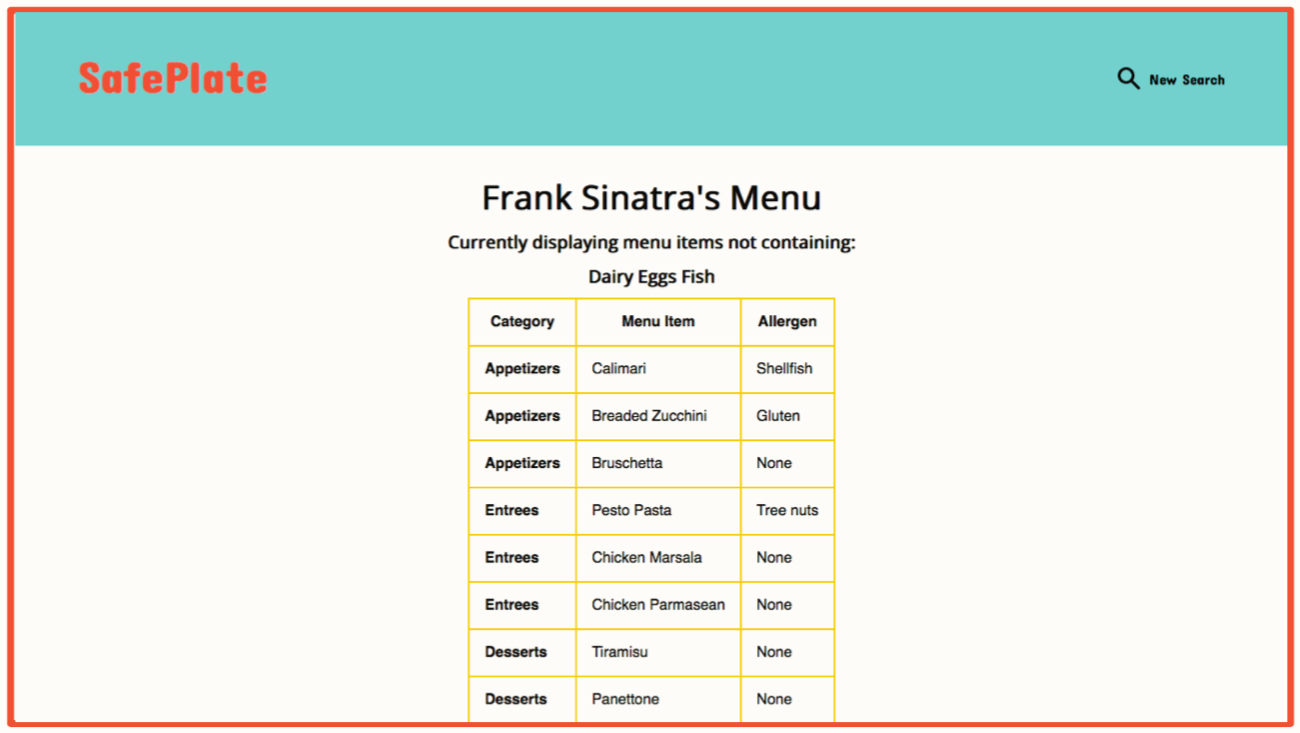 SafePlate
New Search
Frank Sinatra's Menu
Currently displaying menu items not containing:
Dairy Eggs Fish
Category Menu Item Allergen
Appetizers Calimari Shellfish
Appetizers Breaded Zucchini Gluten
Appetizers Bruschetta None
Entrees Pesto Pasta Tree nuts
Entrees Chicken Marsala None
Entrees Chicken Parmasean None
Desserts Tiramisu None
Desserts Panettone None